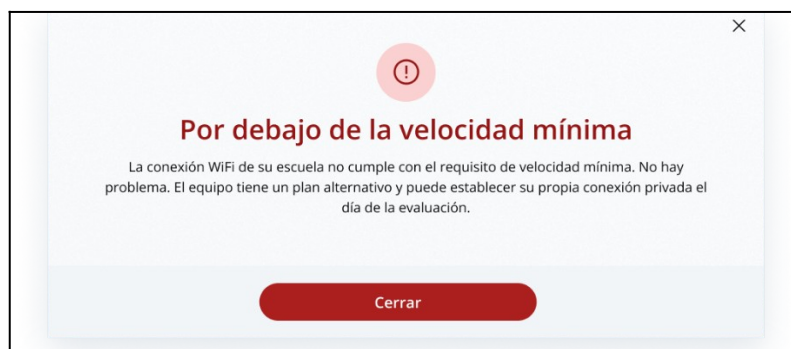 Por debajo de la velocidad mínima
La conexión WiFi de su escuela no cumple con el requisito de velocidad mínima. No hay
problema. El equipo tiene un plan alternativo y puede establecer su propia conexión privada el
día de la evaluación.
Cerrar